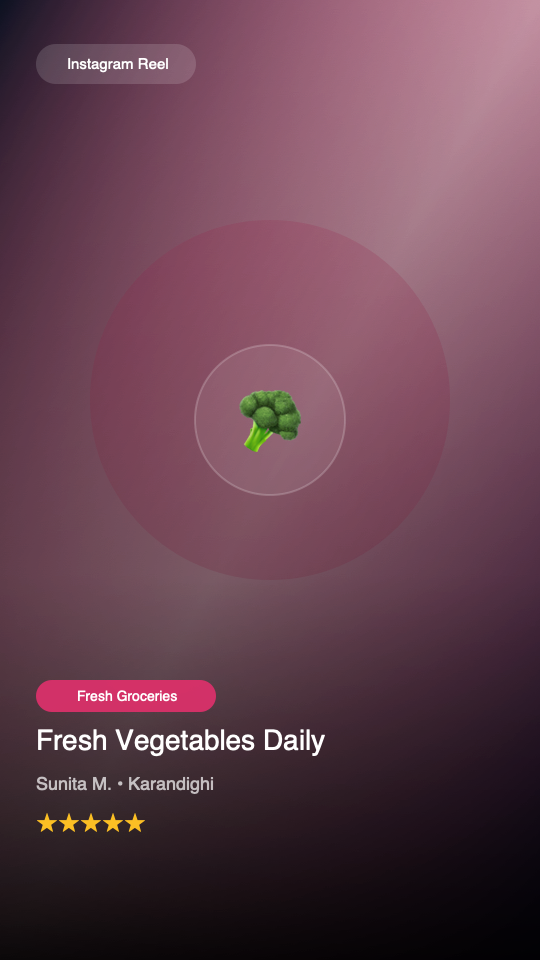 Instagram Reel
Fresh Groceries
Fresh Vegetables Daily
Sunita M. • Karandighi
★★★★★